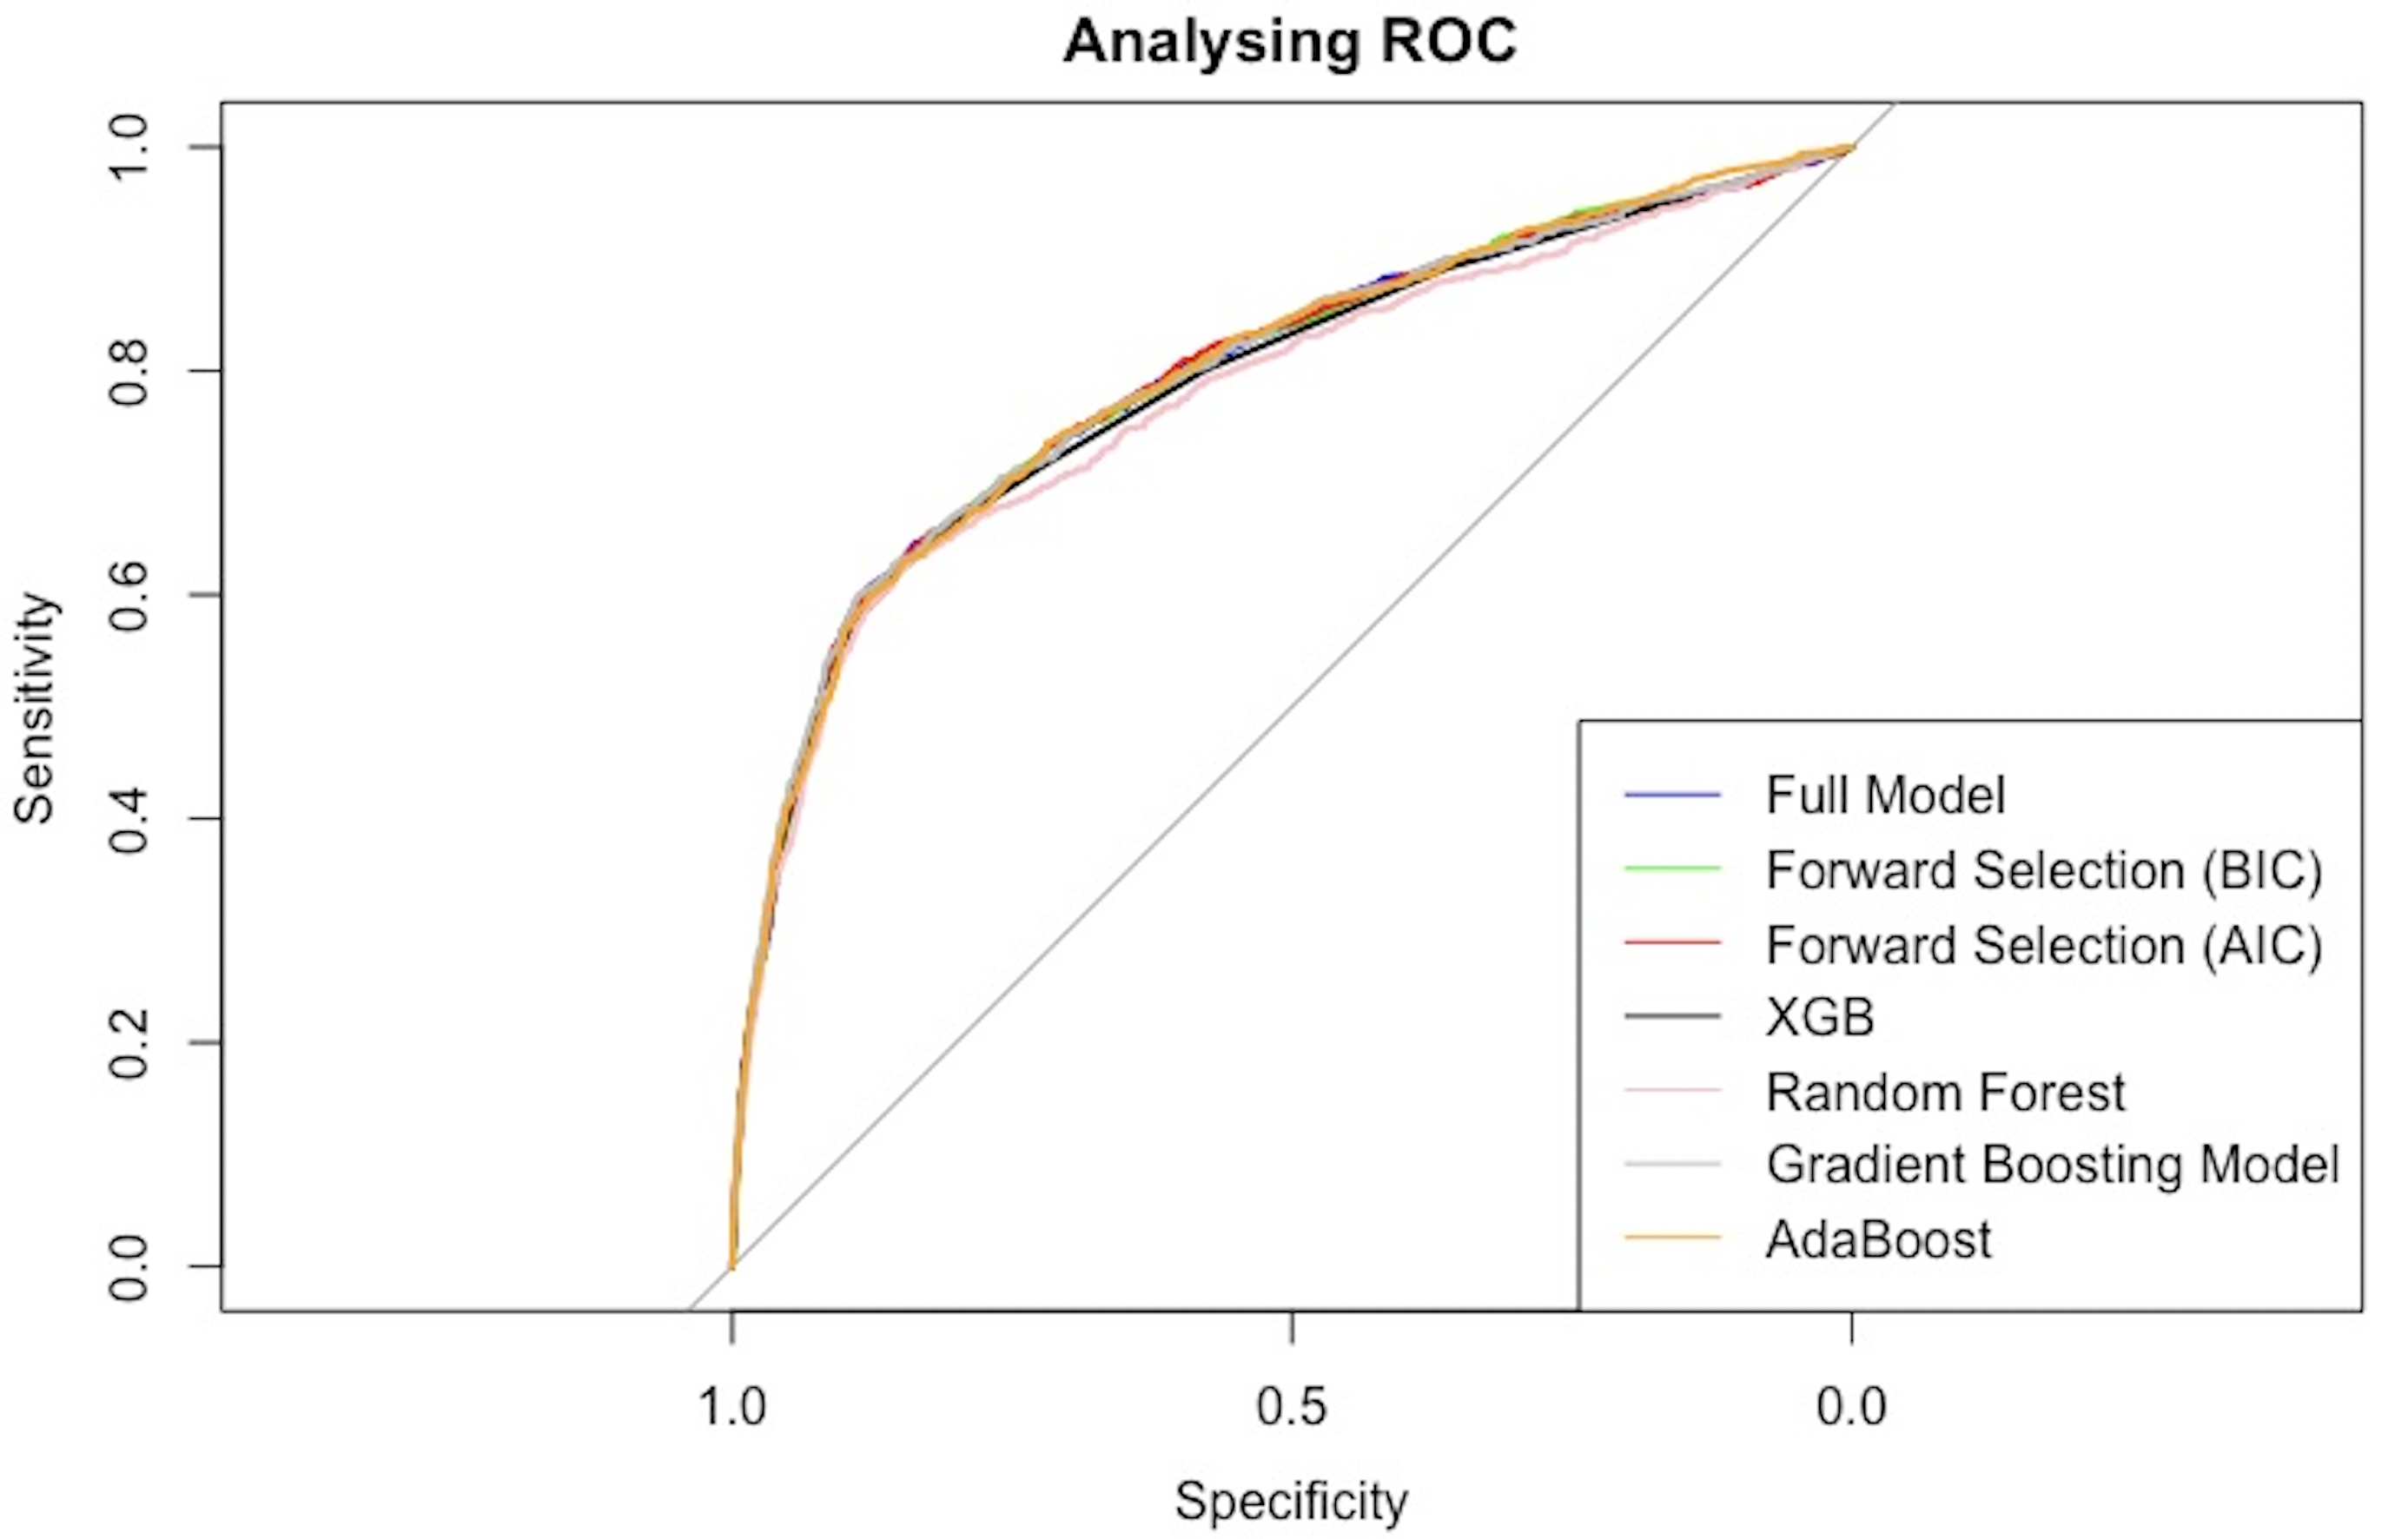 Analysing ROC
1.0
0.8
0.6
0.4
0.2
0.0
Sensitivity
Full Model
Forward Selection (BIC)
Forward Selection (AIC)
XGB
Random Forest
Gradient Boosting Model
AdaBoost
1.0 0.5 0.0
Specificity